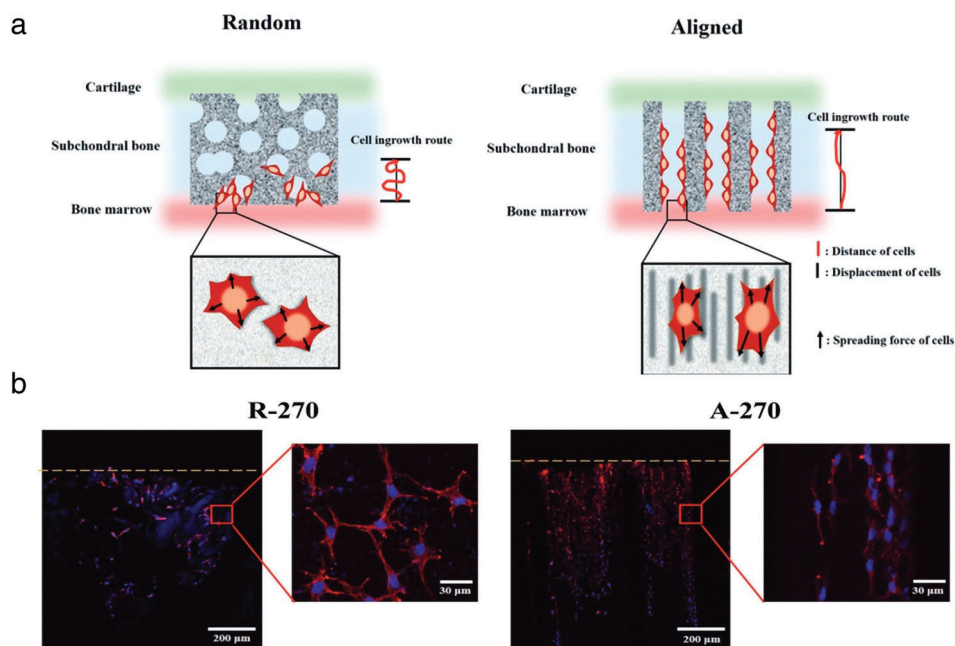 a
Random
Aligned
Cartilage
Cartilage
Cell ingrowth route
Cell ingrowth route
Subchondral bone
Subchondral bone
Bone marrow
Bone marrow
: Distance of cells
: Displacement of cells
: Spreading force of cells
b
R-270
A-270
30 μm
30 μm
200 μm
200 μm